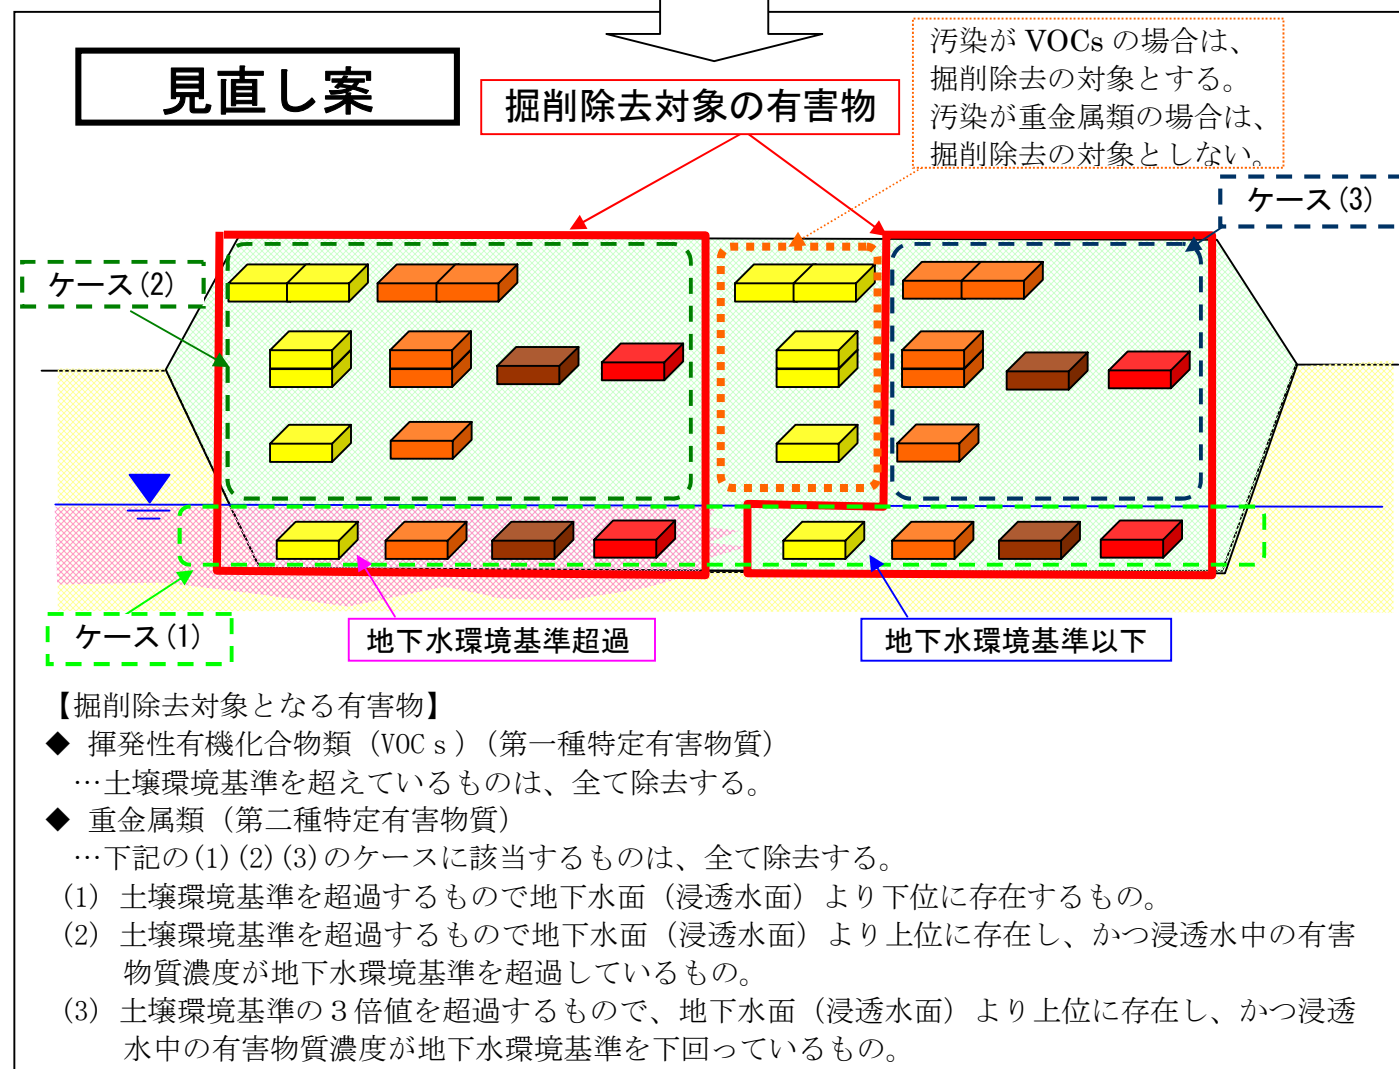 見直し案
掘削除去対象の有害物
汚染が VOCs の場合は、
掘削除去の対象とする。
汚染が重金属類の場合は、
掘削除去の対象としない。
ケース(3)
ケース(2)
ケース(1)
地下水環境基準超過
地下水環境基準以下
【掘削除去対象となる有害物】
◆ 揮発性有機化合物類（VOCｓ）（第一種特定有害物質）
…土壌環境基準を超えているものは、全て除去する。
◆ 重金属類（第二種特定有害物質）
…下記の(1)(2)(3)のケースに該当するものは、全て除去する。
(1) 土壌環境基準を超過するもので地下水面（浸透水面）より下位に存在するもの。
(2) 土壌環境基準を超過するもので地下水面（浸透水面）より上位に存在し、かつ浸透水中の有害
物質濃度が地下水環境基準を超過しているもの。
(3) 土壌環境基準の３倍値を超過するもので、地下水面（浸透水面）より上位に存在し、かつ浸透
水中の有害物質濃度が地下水環境基準を下回っているもの。